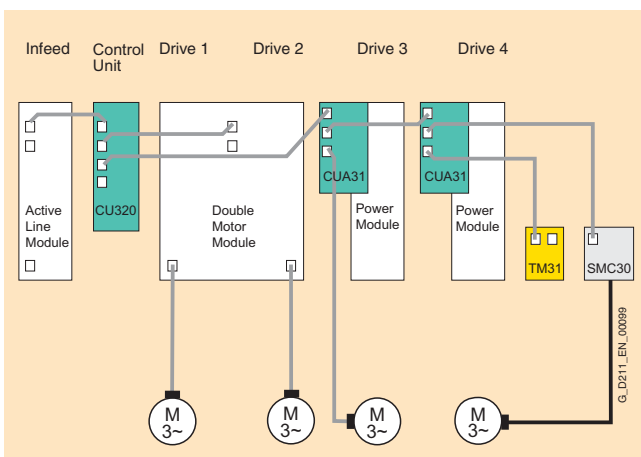 Infeed
Control
Unit
Drive 1
Drive 2
Drive 3
Drive 4
Active
Line
Module
CU320
Double
Motor
Module
CUA31
Power
Module
CUA31
Power
Module
TM31
SMC30
M
3~
M
3~
M
3~
M
3~
G_D211_EN_00099